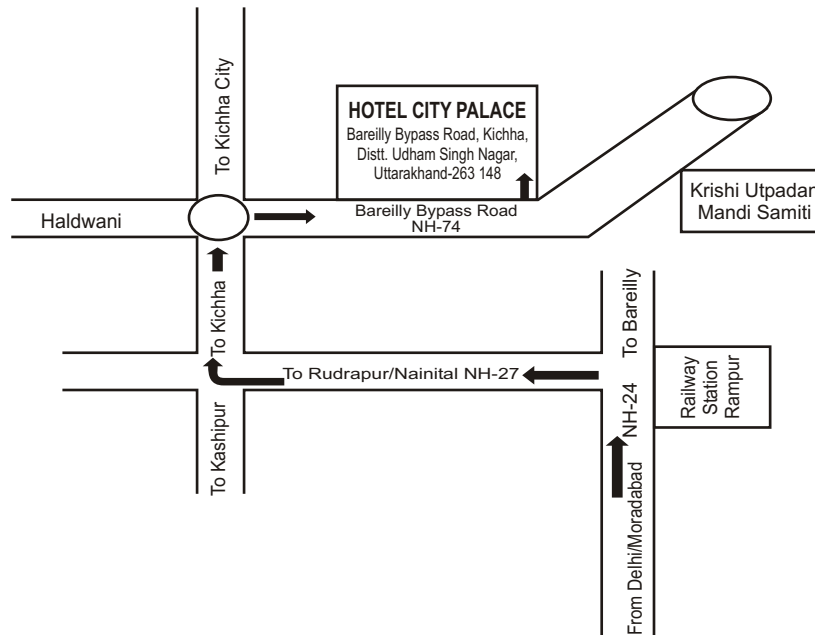 To Kichha City
HOTEL CITY PALACE
Bareilly Bypass Road, Kichha,
Distt. Udham Singh Nagar,
Uttarakhand-263 148
Krishi Utpadan
Mandi Samiti
Haldwani
Bareilly Bypass Road
NH-74
To Kichha
To Bareilly
To Rudrapur/Nainital NH-27
NH-24
Railway
Station
Rampur
To Kashipur
From Delhi/Moradabad